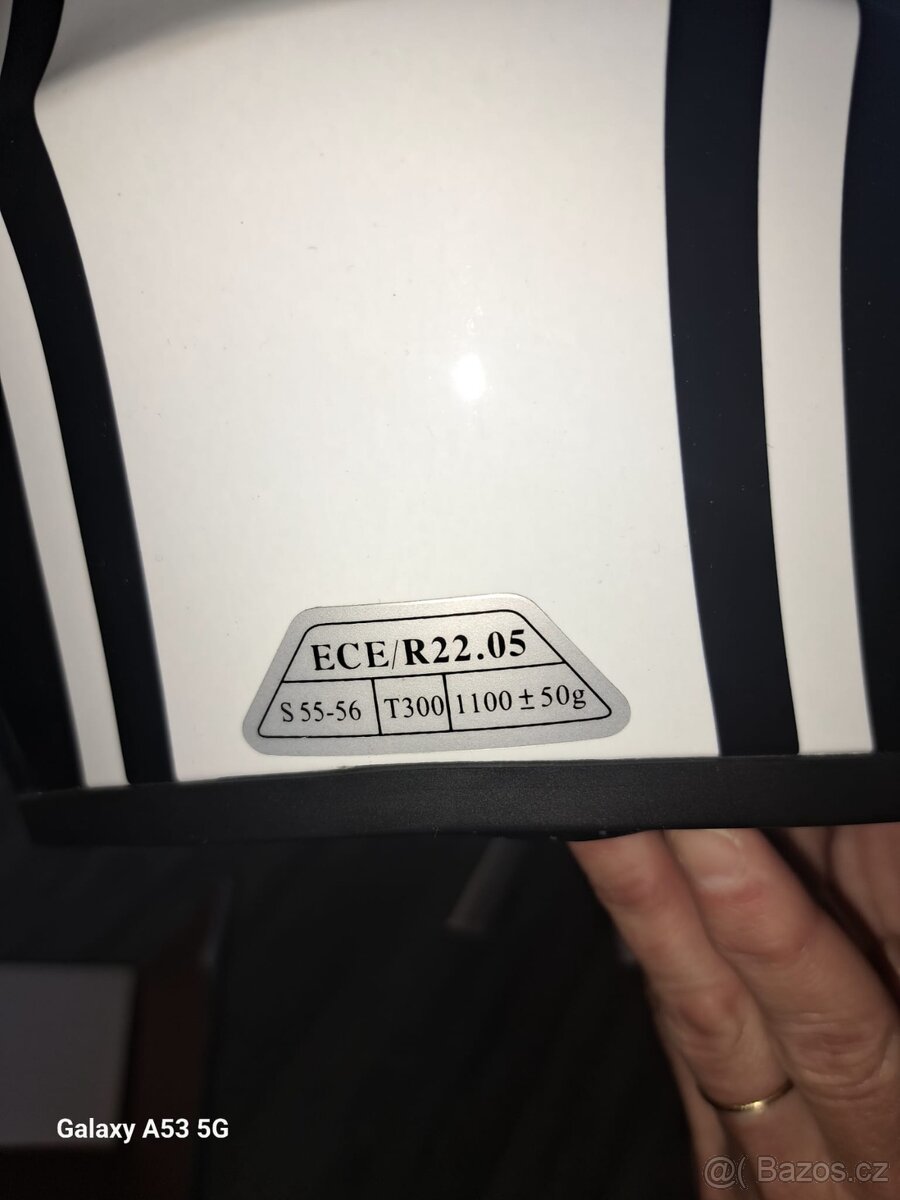 ECE/R22.05
S 55-56 T300 1100 ± 50g
Galaxy A53 5G
@( Bazos.cz